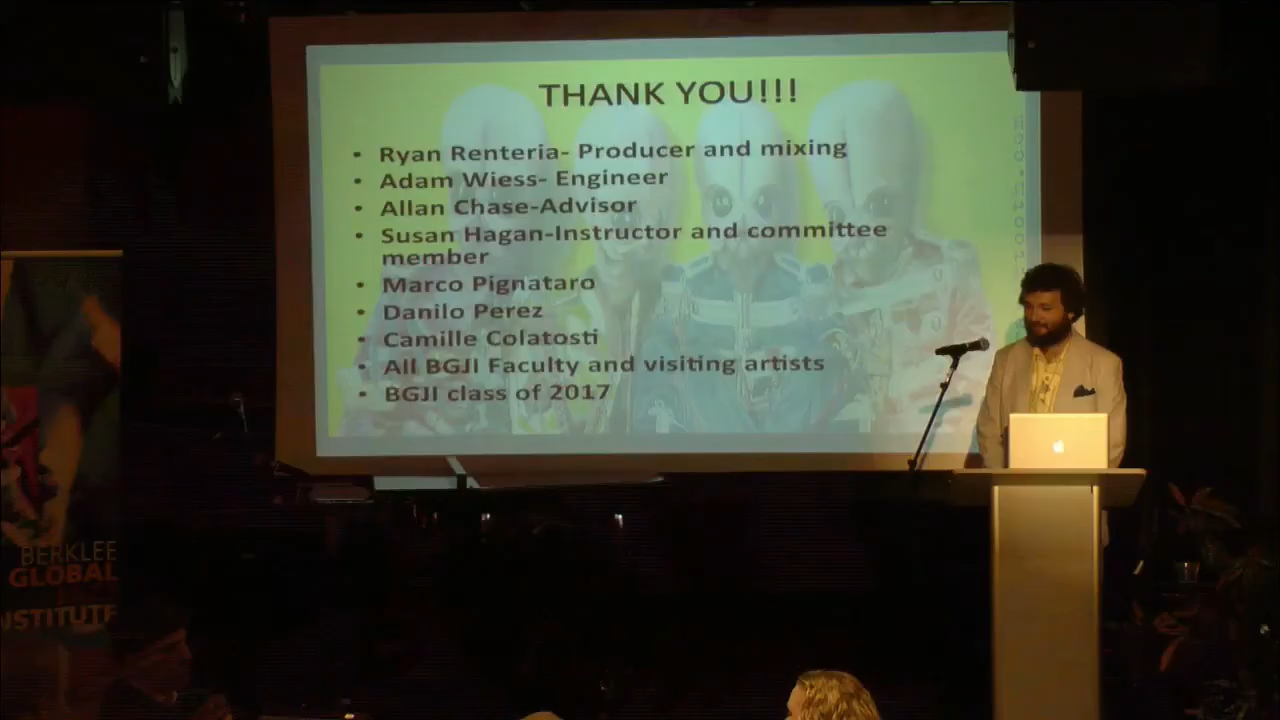 THANK YOU!!!
• Ryan Renteria- Producer and mixing
• Adam Wiess- Engineer
• Allan Chase-Advisor
• Susan Hagan-Instructor and committee
member
• Marco Pignataro
• Danilo Perez
• Camille Colatosti
• All BGJI Faculty and visiting artists
• BGJI class of 2017
BERKLEE
GLOBAL
NSTITUTE